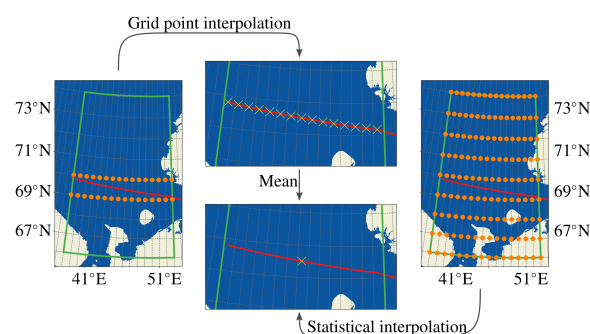 Grid point interpolation
73°N
71°N
69°N
67°N
41°E
51°E
Mean
73°N
71°N
69°N
67°N
41°E
51°E
Statistical interpolation